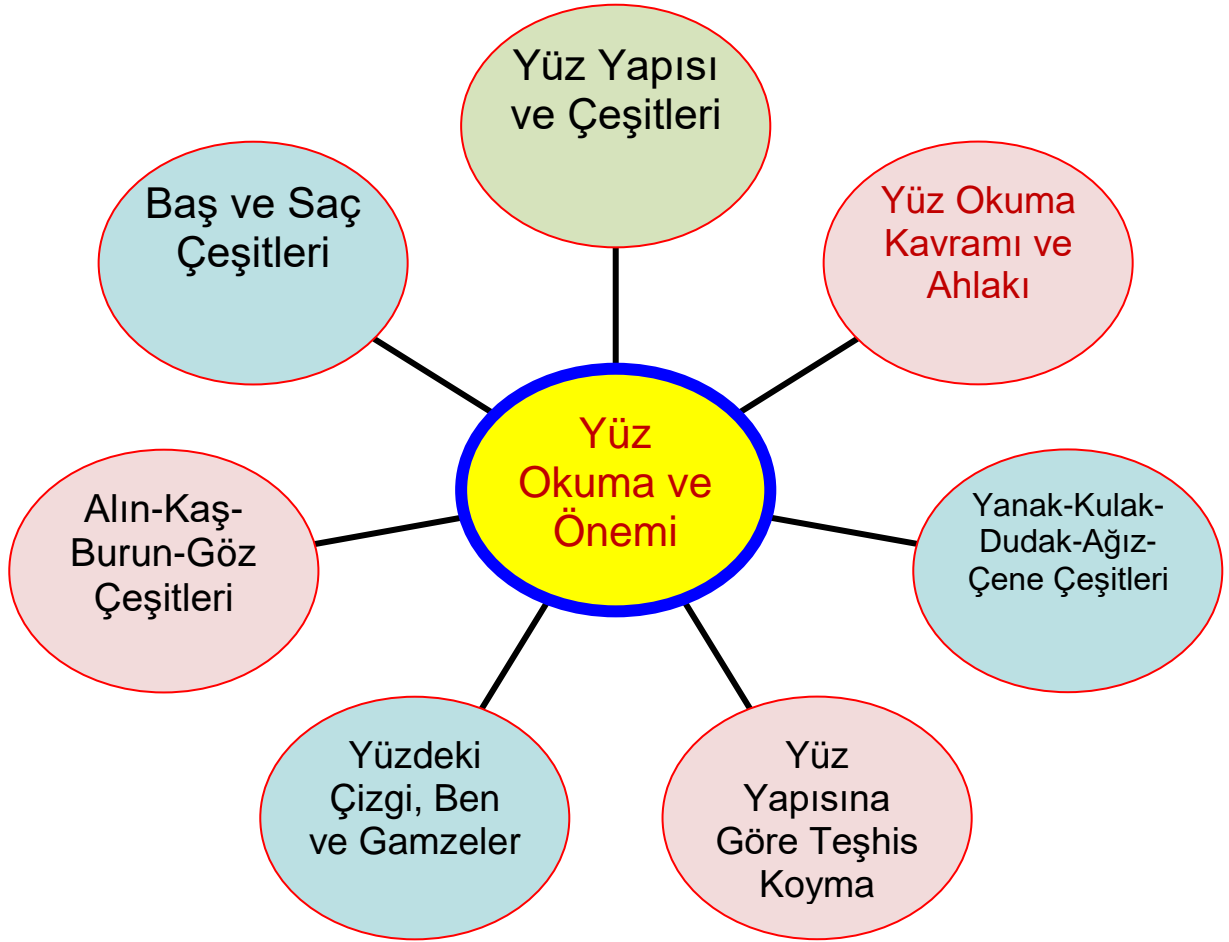 Yüz Yapısı
ve Çeşitleri
Baş ve Saç
Çeşitleri
Yüz Okuma
Kavramı ve
Ahlakı
Yüz
Okuma ve
Önemi
Alın-Kaş-
Burun-Göz
Çeşitleri
Yanak-Kulak-
Dudak-Ağız-
Çene Çeşitleri
Yüzdeki
Çizgi, Ben
ve Gamzeler
Yüz
Yapısına
Göre Teşhis
Koyma